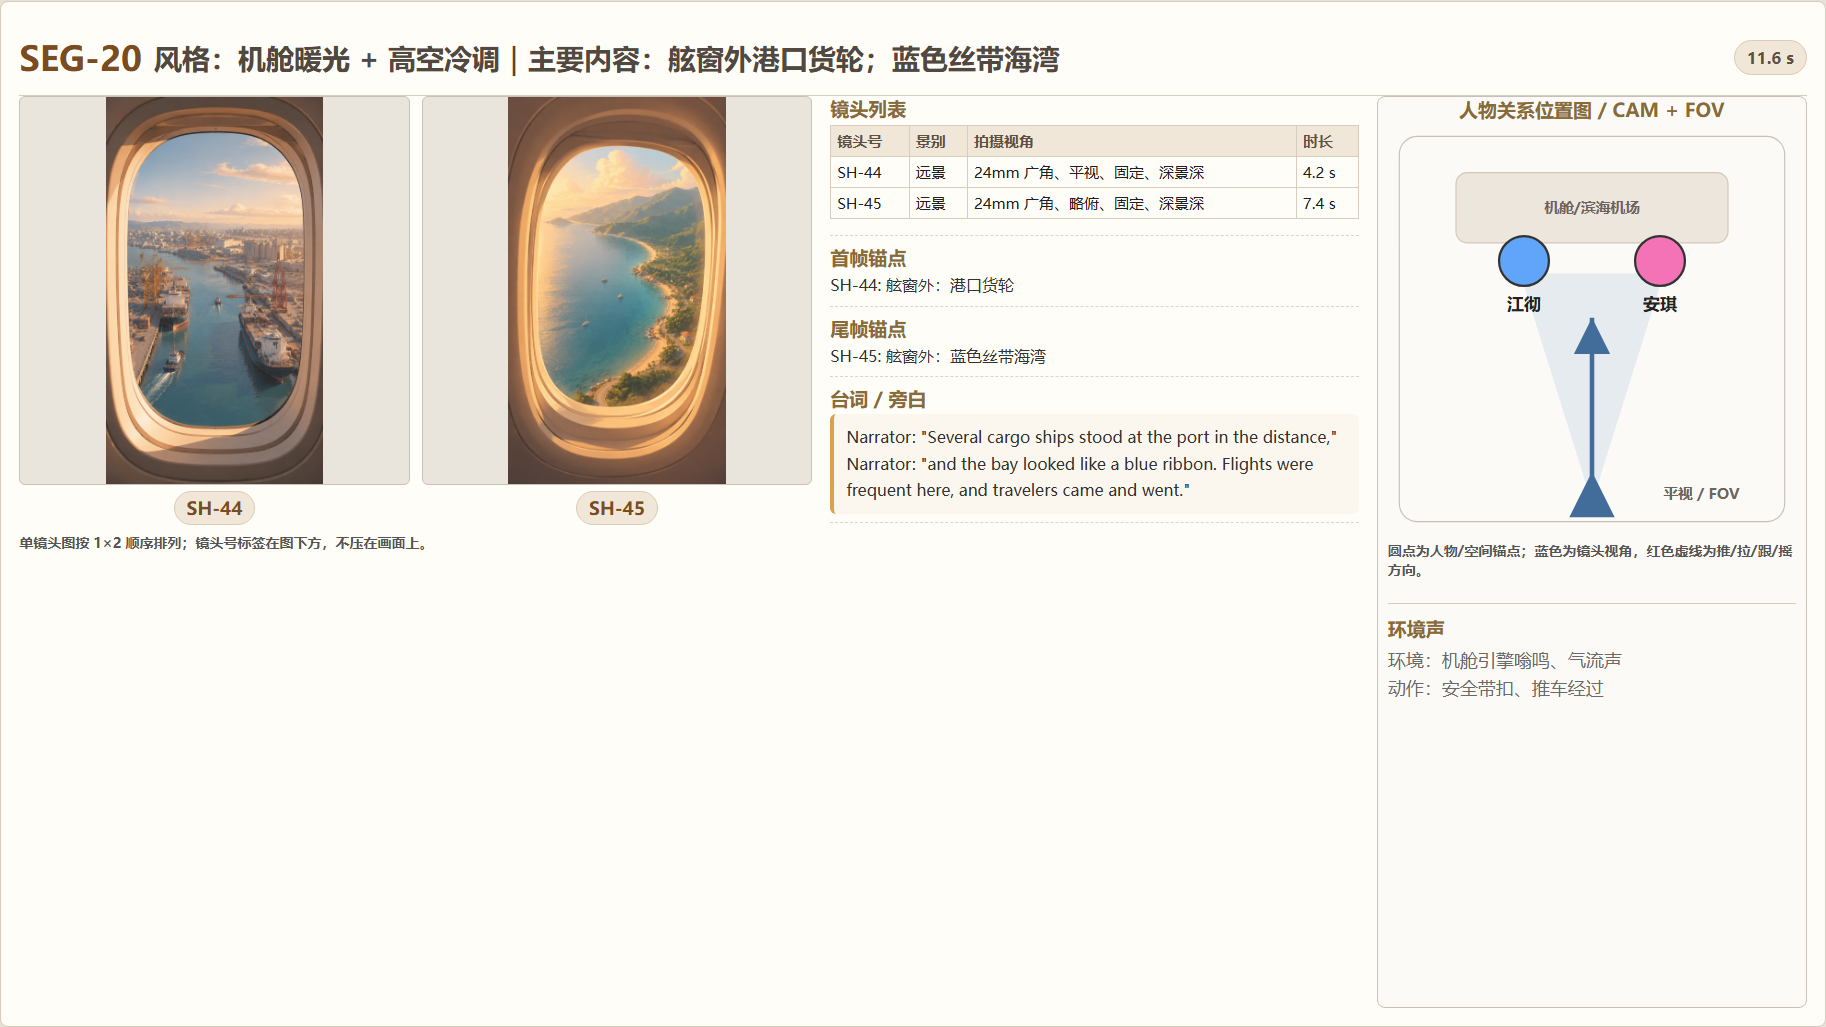 SEG-20 风格：机舱暖光 + 高空冷调 | 主要内容：舷窗外港口货轮；蓝色丝带海湾
11.6 s
SH-44
SH-45
单镜头图按 1×2 顺序排列；镜头号标签在图下方，不压在画面上。
镜头列表
镜头号 景别 拍摄视角 时长
SH-44 远景 24mm 广角、平视、固定、深景深 4.2 s
SH-45 远景 24mm 广角、略俯、固定、深景深 7.4 s
首帧锚点
SH-44: 舷窗外：港口货轮
尾帧锚点
SH-45: 舷窗外：蓝色丝带海湾
台词 / 旁白
Narrator: "Several cargo ships stood at the port in the distance,"
Narrator: "and the bay looked like a blue ribbon. Flights were
frequent here, and travelers came and went."
人物关系位置图 / CAM + FOV
机舱/滨海机场
江彻
安琪
平视 / FOV
圆点为人物/空间锚点；蓝色为镜头视角，红色虚线为推/拉/跟/摇
方向。
环境声
环境：机舱引擎嗡鸣、气流声
动作：安全带扣、推车经过